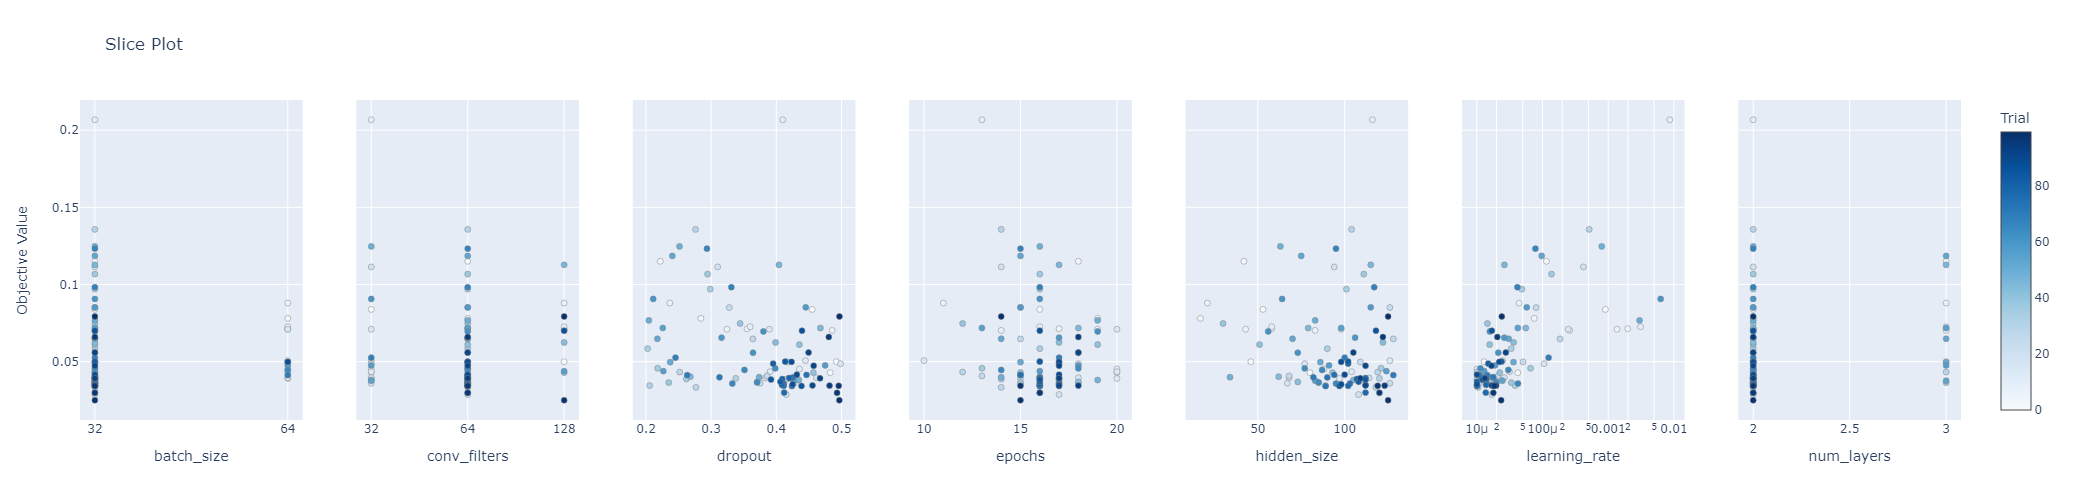 Slice Plot
Objective Value
0.2
0.15
0.1
0.05
32 64
batch_size
32 64 128
conv_filters
0.2 0.3 0.4 0.5
dropout
10 15 20
epochs
50 100
hidden_size
10μ 2 5 100μ 2 5 0.001 2 5 0.01
learning_rate
2 2.5 3
num_layers
Trial
80
60
40
20
0